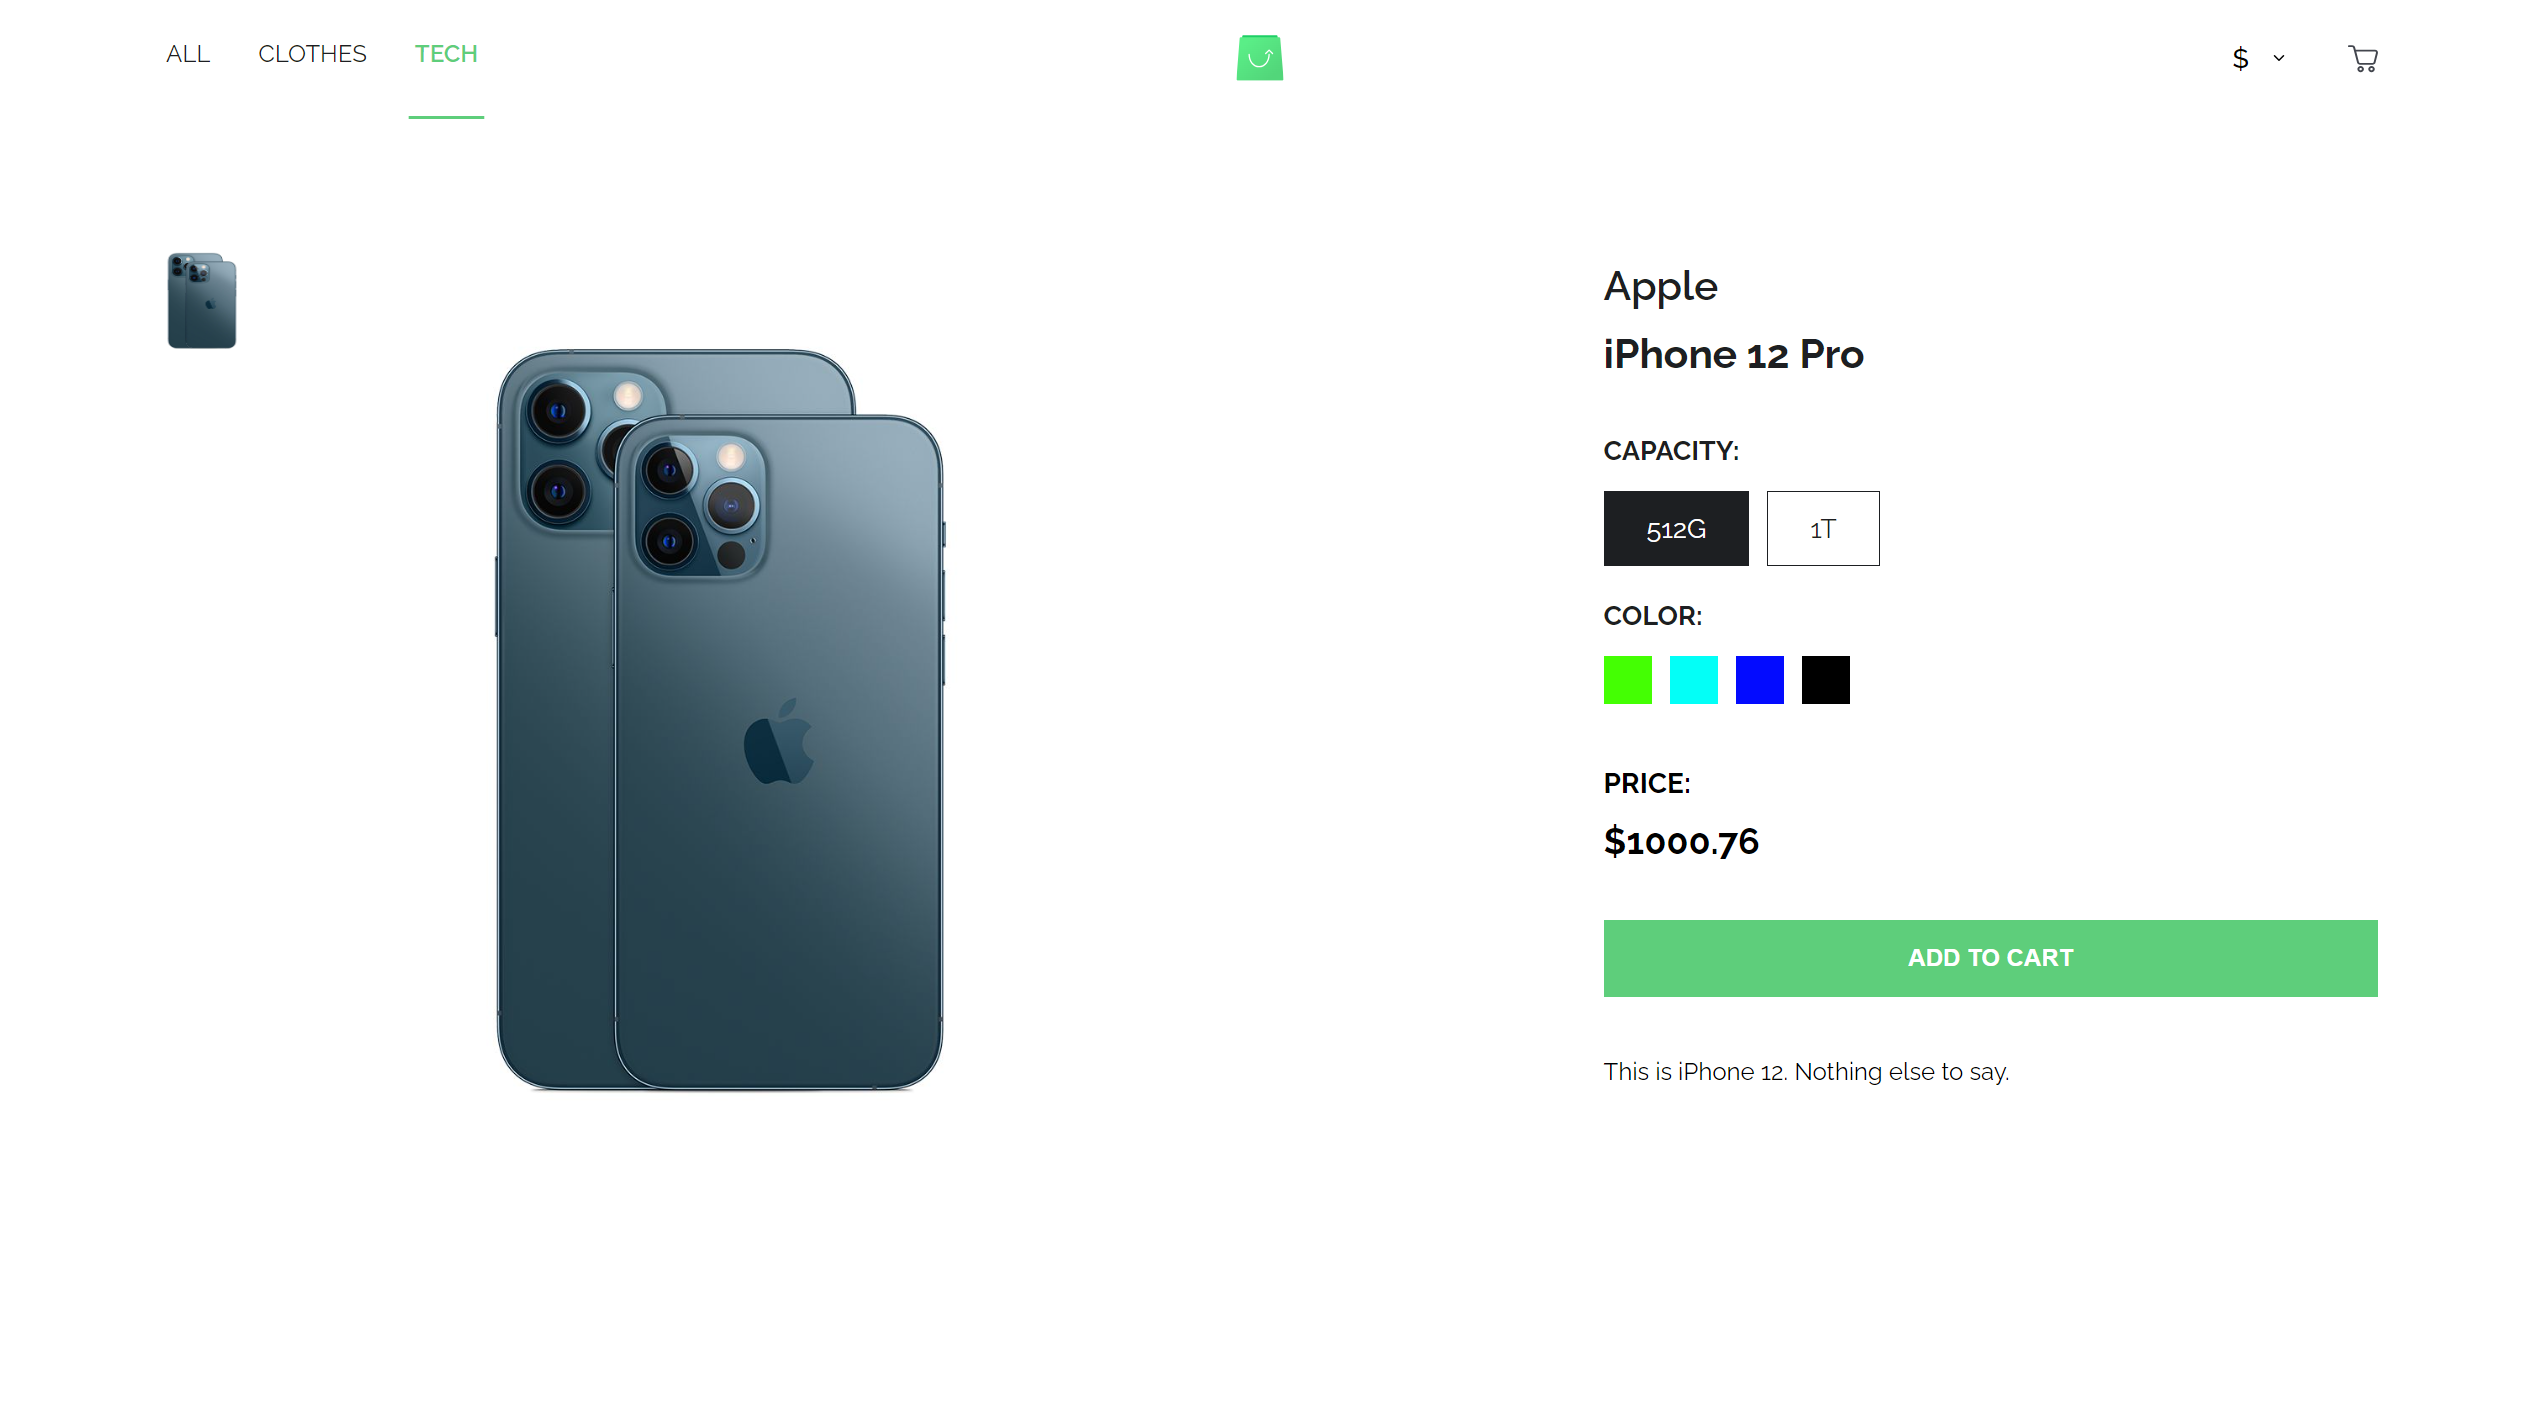 ALL CLOTHES TECH $
Apple
iPhone 12 Pro
CAPACITY:
512G 1T
COLOR:
PRICE:
$1000.76
ADD TO CART
This is iPhone 12. Nothing else to say.